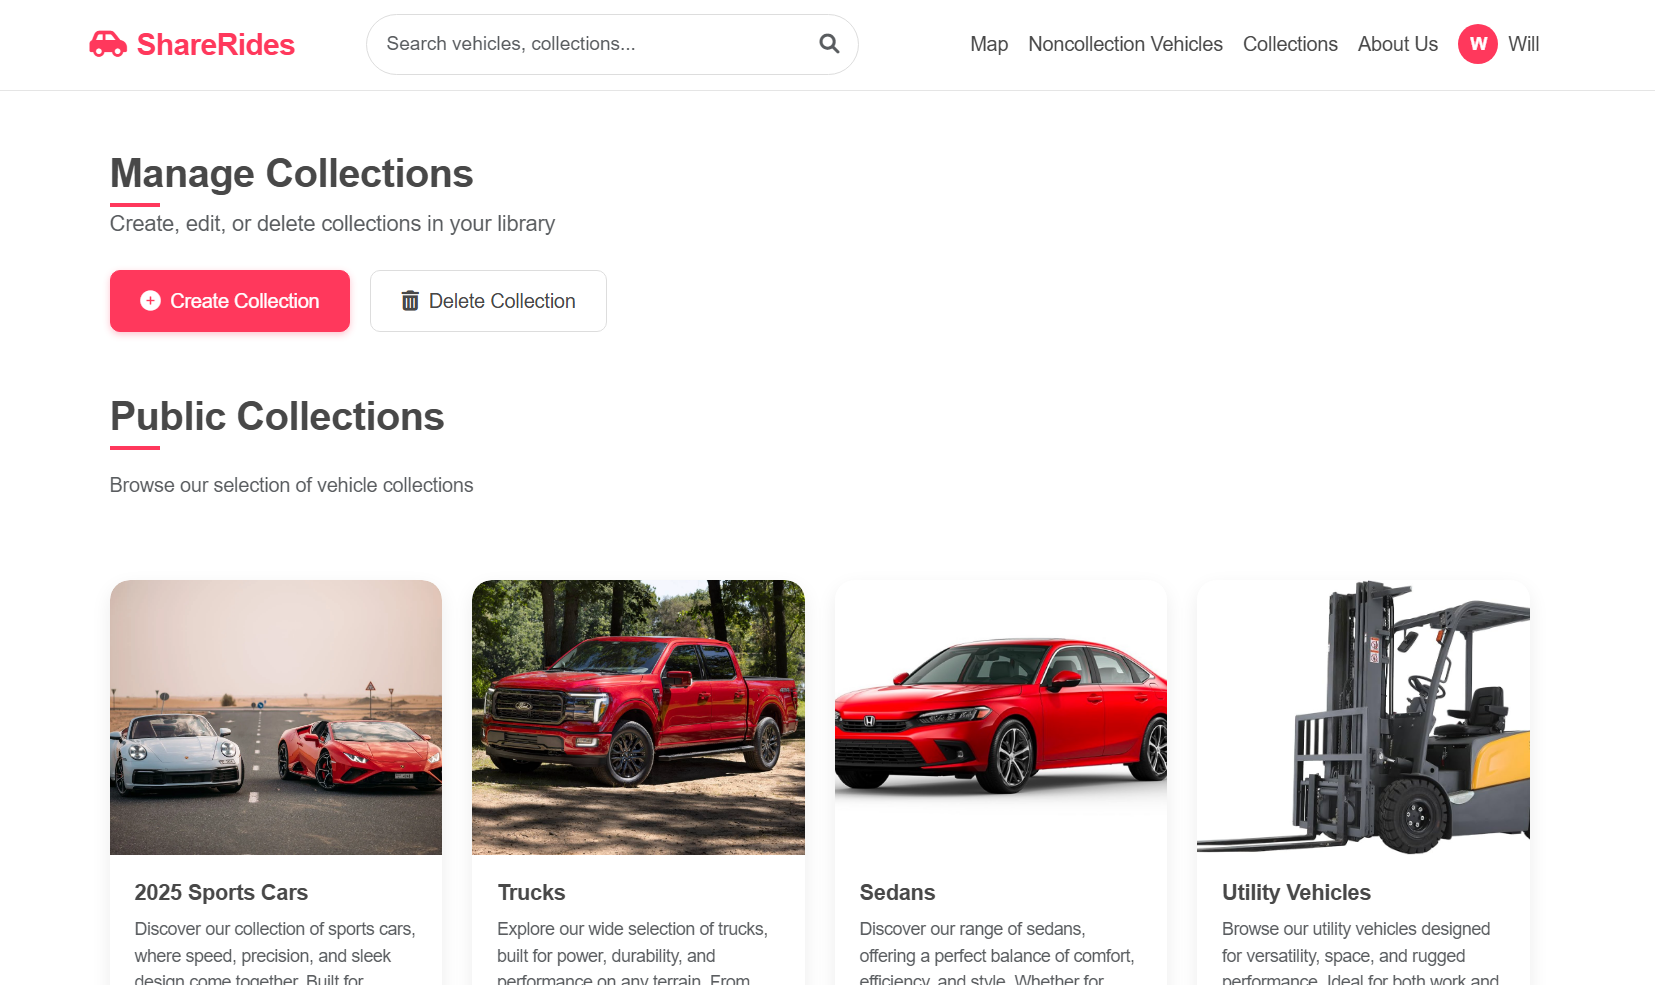 ShareRides
Search vehicles, collections...
Map
Noncollection Vehicles
Collections
About Us
W
Will
Manage Collections
Create, edit, or delete collections in your library
Create Collection
Delete Collection
Public Collections
Browse our selection of vehicle collections
2025 Sports Cars
Discover our collection of sports cars,
where speed, precision, and sleek
design come together. Built for
Trucks
Explore our wide selection of trucks,
built for power, durability, and
performance on any terrain. From
Sedans
Discover our range of sedans,
offering a perfect balance of comfort,
efficiency, and style. Whether for
Utility Vehicles
Browse our utility vehicles designed
for versatility, space, and rugged
performance. Ideal for both work and